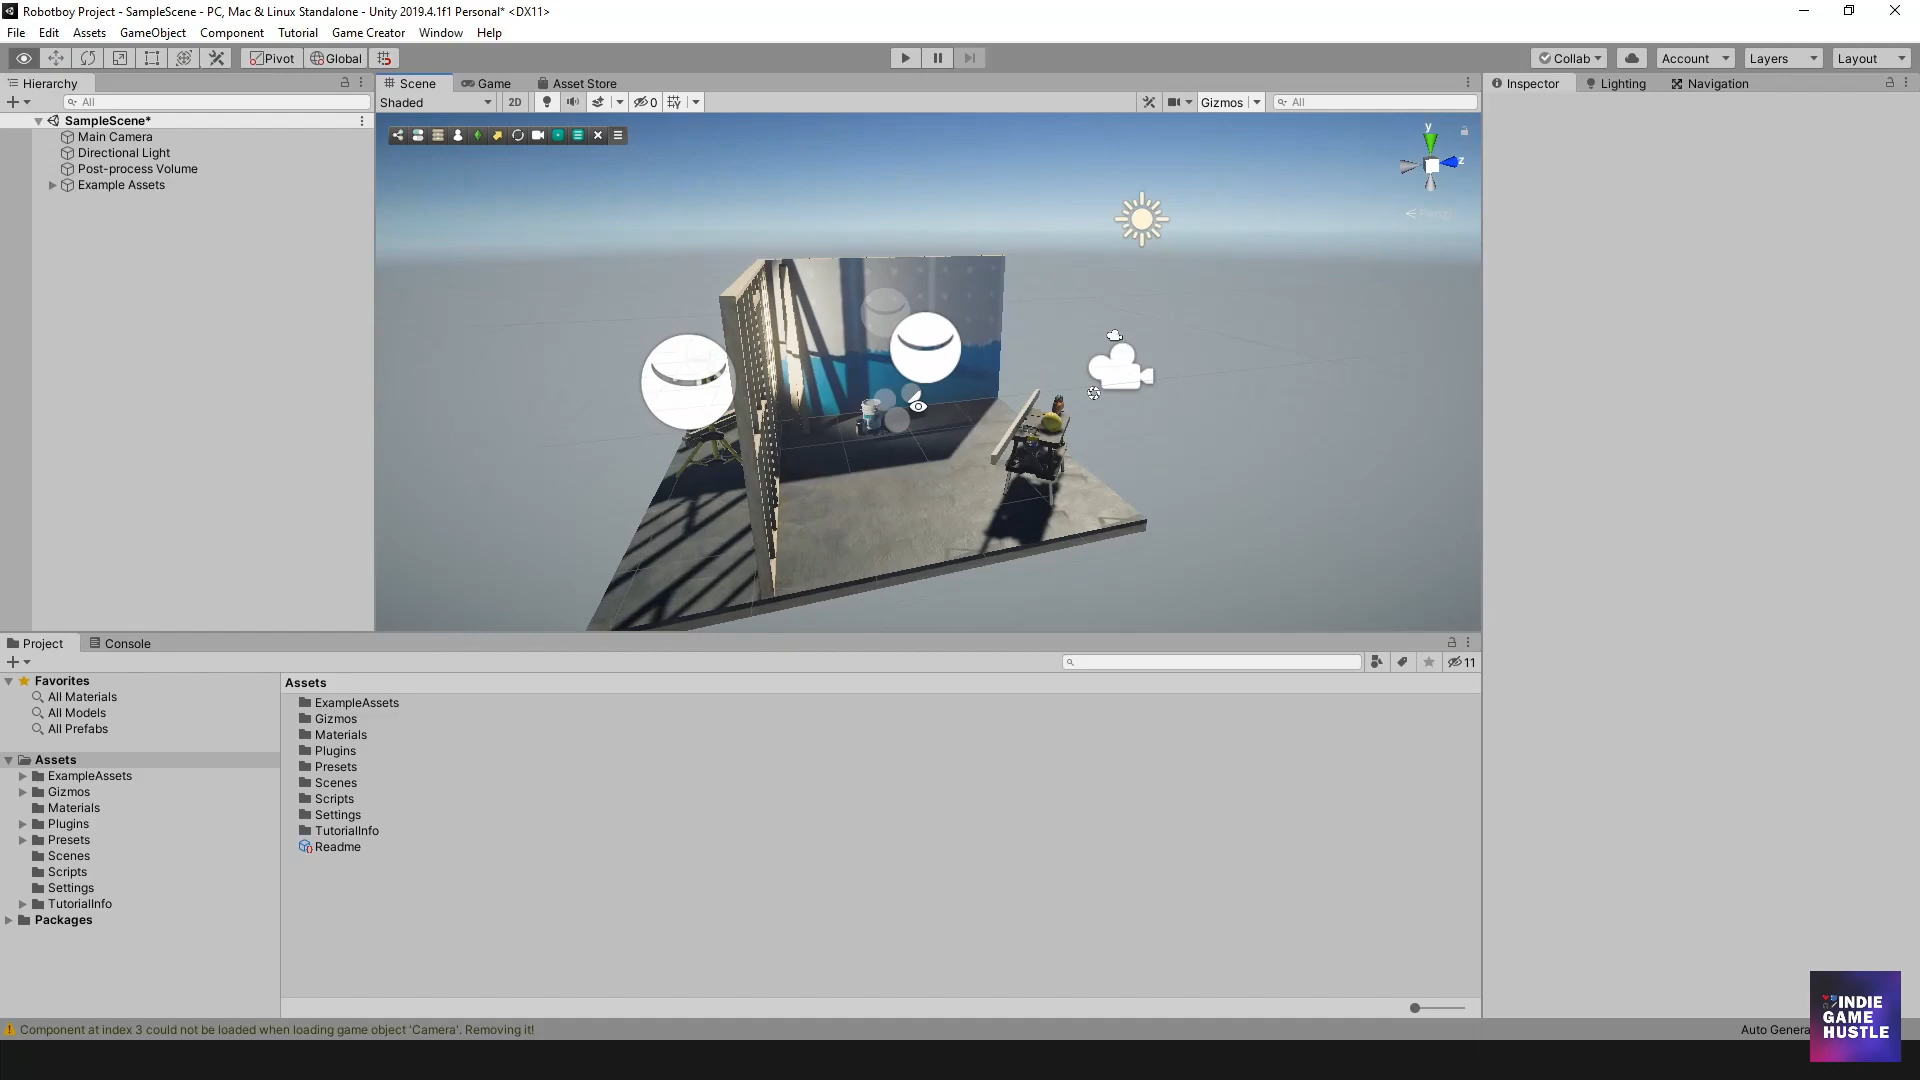 Robotboy Project - SampleScene - PC, Mac & Linux Standalone - Unity 2019.4.1f1 Personal* <DX11>
File Edit Assets GameObject Component Tutorial Game Creator Window Help
Pivot Global Collab Account Layers Layout
Hierarchy Scene Game Asset Store Inspector Lighting Navigation
All Shaded 2D 0 Gizmos All
SampleScene*
Main Camera
Directional Light
Post-process Volume
Example Assets
y
z
Persp
Project Console
11
Favorites
All Materials
All Models
All Prefabs
Assets
ExampleAssets
Gizmos
Materials
Plugins
Presets
Scenes
Scripts
Settings
TutorialInfo
Packages
Assets
ExampleAssets
Gizmos
Materials
Plugins
Presets
Scenes
Scripts
Settings
TutorialInfo
Readme
Component at index 3 could not be loaded when loading game object 'Camera'. Removing it!
Auto Genera
INDIE
GAME
HUSTLE